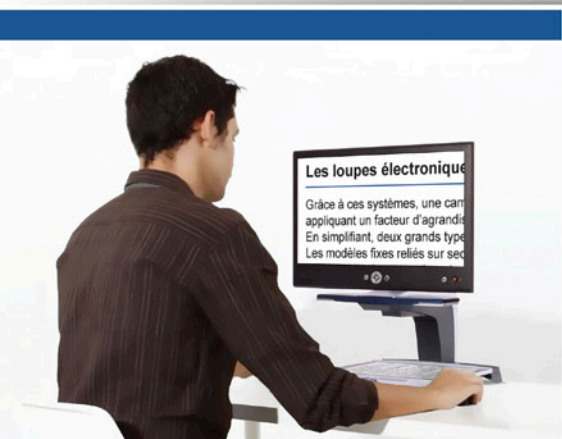 Les loupes électronique
Grâce à ces systèmes, une cam
appliquant un facteur d'agrandis
En simplifiant, deux grands type
Les modèles fixes reliés sur sec